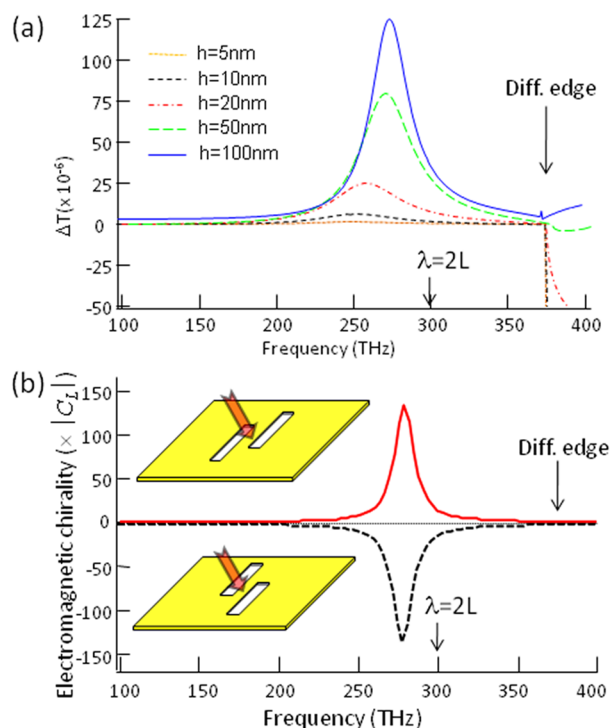 (a)
125
100
75
50
25
0
-25
-50
ΔT(x 10⁻⁶)
h=5nm
h=10nm
h=20nm
h=50nm
h=100nm
Diff. edge
λ=2L
100 150 200 250 300 350 400
Frequency (THz)
(b)
150
100
50
0
-50
-100
-150
Electromagnetic chirality (× |C_L|)
Diff. edge
λ=2L
100 150 200 250 300 350 400
Frequency (THz)